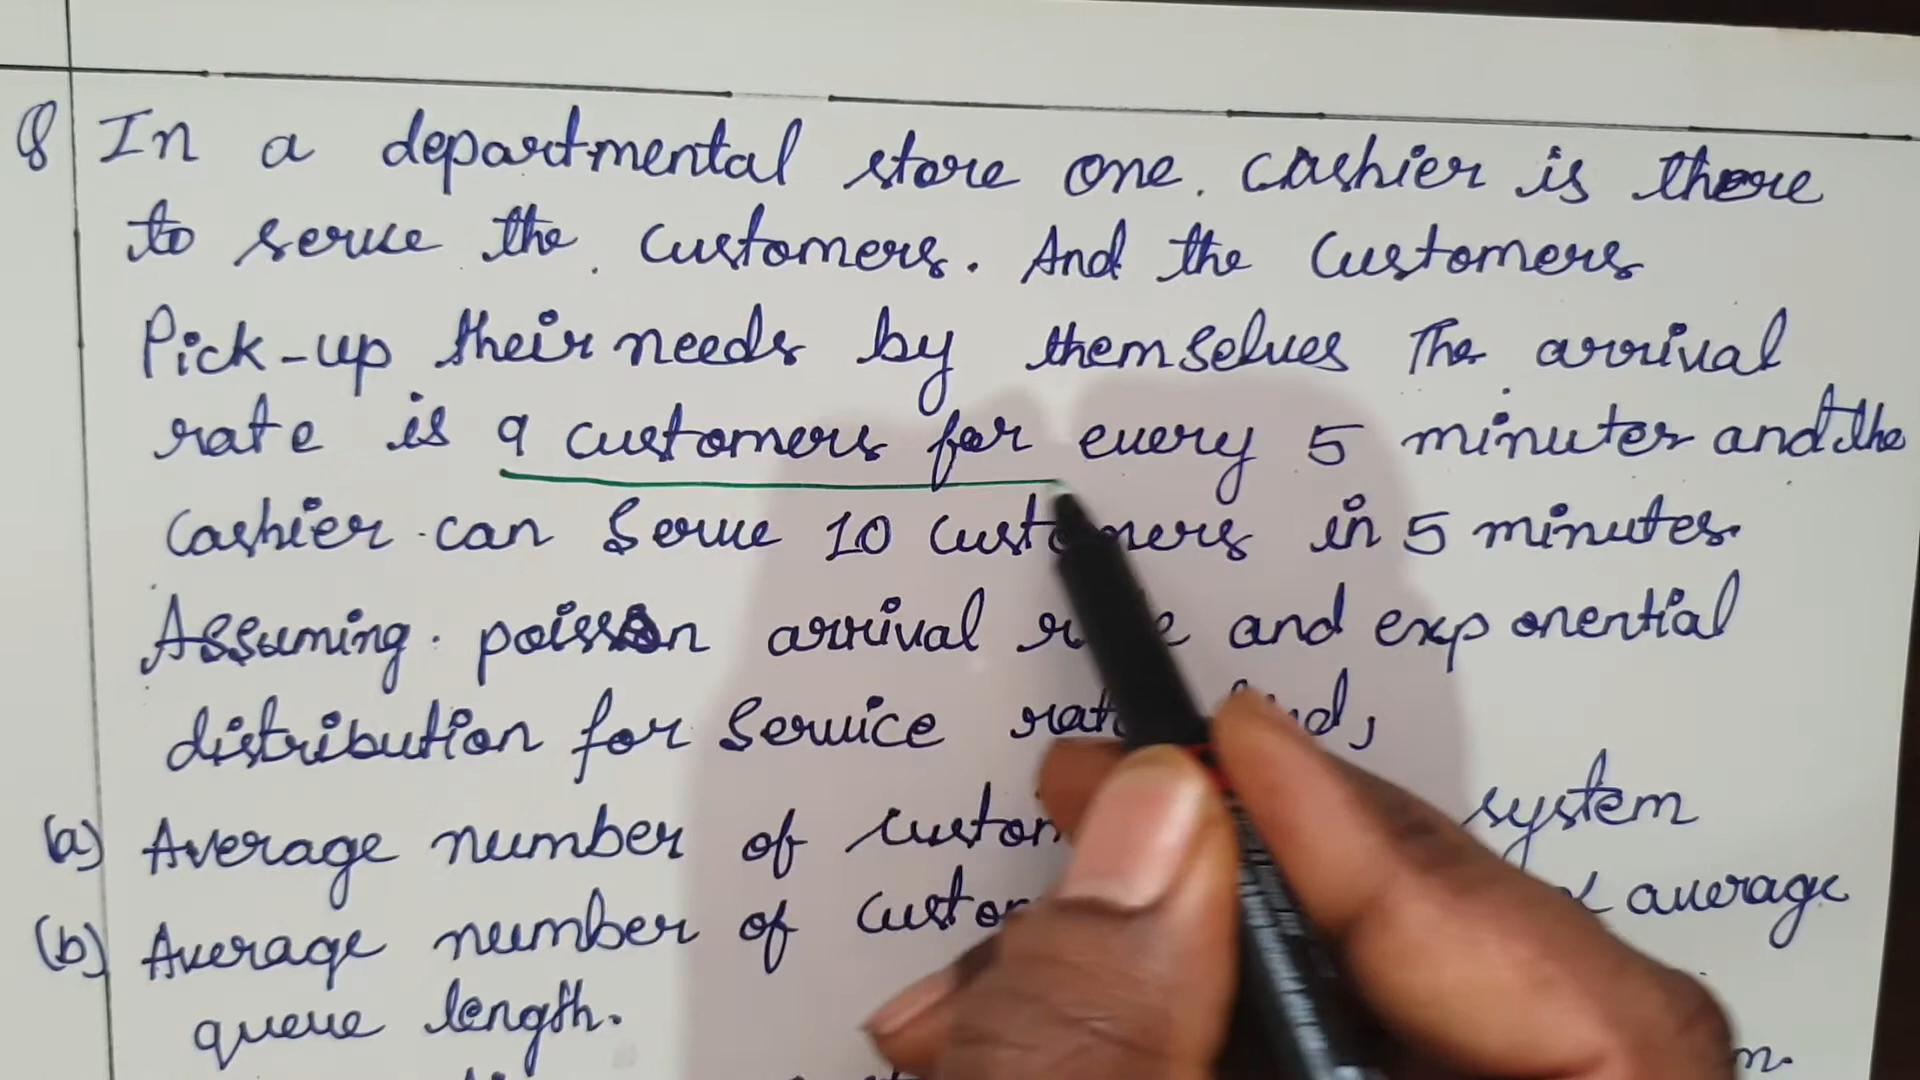 Q In a departmental store one cashier is there
to serve the customers. And the customers
Pick-up their needs by themselves The arrival
rate is 9 customers for every 5 minutes and the
cashier can serve 10 customers in 5 minutes.
Assuming poisson arrival and exponential
distribution for service
(a) Average number of system
(b) Average number of average
queue length.